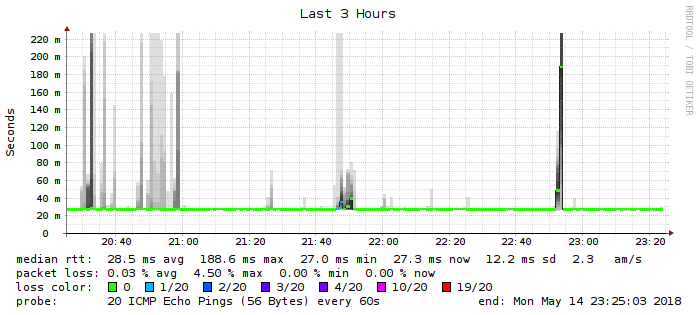 Last 3 Hours
RRDTOOL / TOBI OETIKER
Seconds
220 m
200 m
180 m
160 m
140 m
120 m
100 m
80 m
60 m
40 m
20 m
0
20:40 21:00 21:20 21:40 22:00 22:20 22:40 23:00 23:20
median rtt: 28.5 ms avg 188.6 ms max 27.0 ms min 27.3 ms now 12.2 ms sd 2.3 am/s
packet loss: 0.03 % avg 4.50 % max 0.00 % min 0.00 % now
loss color: 0 1/20 2/20 3/20 4/20 10/20 19/20
probe: 20 ICMP Echo Pings (56 Bytes) every 60s end: Mon May 14 23:25:03 2018